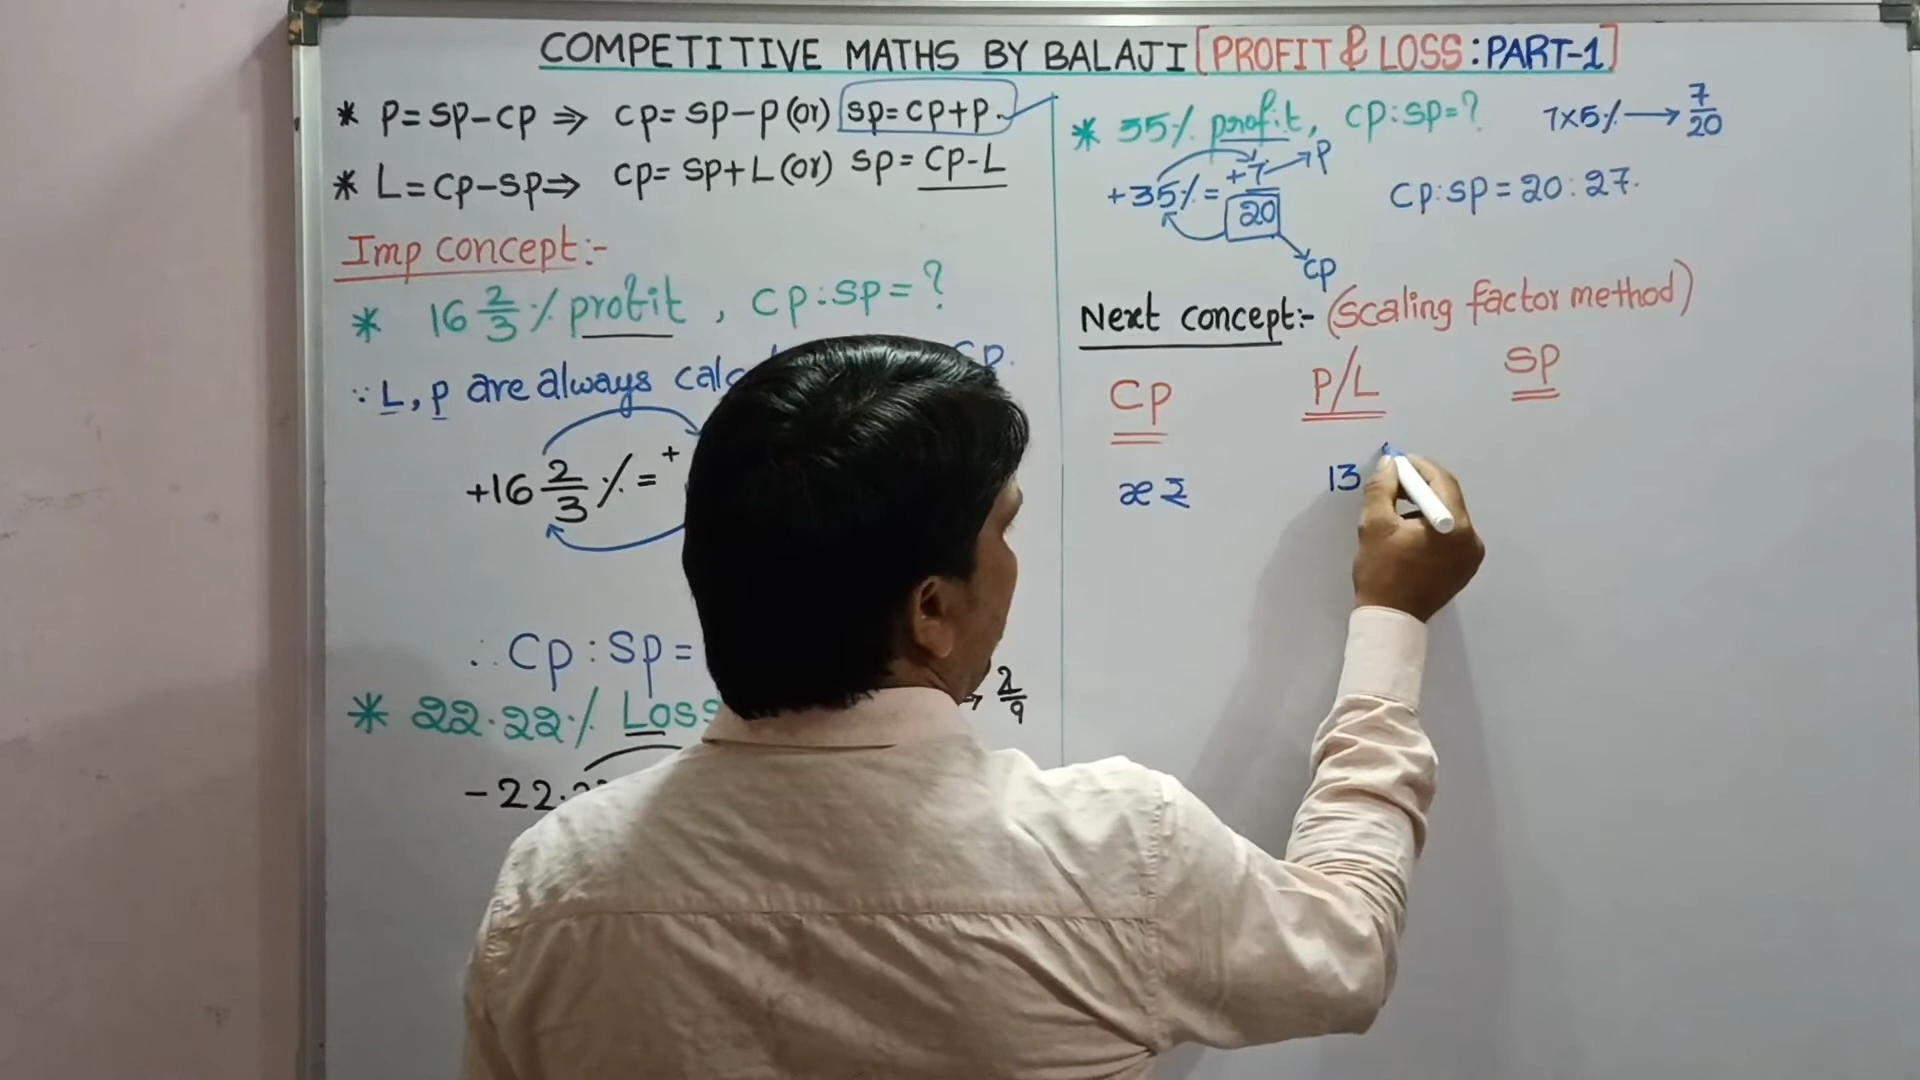 COMPETITIVE MATHS BY BALAJI [PROFIT & LOSS : PART-1]
* P = SP - CP ⇒ CP = SP - P (or) SP = CP + P.
* L = CP - SP ⇒ CP = SP + L (or) SP = CP - L
Imp concept:-
* 16 2/3 % profit, CP : SP = ?
∵ L, P are always CP.
+16 2/3 % = +
∴ CP : SP =
* 22.22% Loss
→ 2/9
-22.
* 35% profit, CP : SP = ?
7×5% → 7/20
+35% = +7/20
→ P
→ CP
CP : SP = 20 : 27.
Next concept:- (Scaling factor method)
CP P/L SP
x ₹ 13